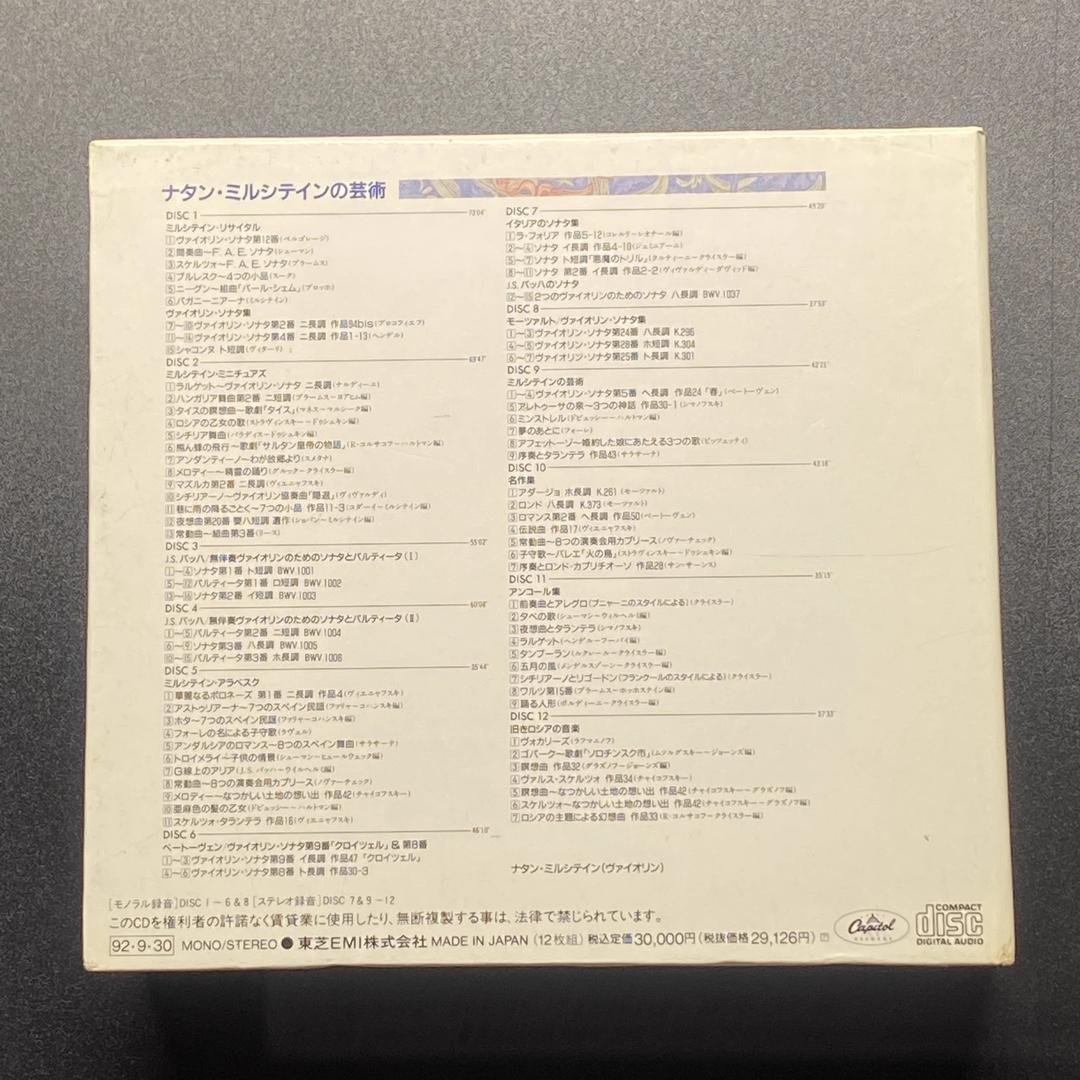 ナタン・ミルシテインの芸術
DISC 1 73'04"
ミルシテイン・リサイタル
①ヴァイオリン・ソナタ第12番(ペルゴレージ)
②間奏曲〜F.A.E.ソナタ(シューマン)
③スケルツォ〜F.A.E.ソナタ(ブラームス)
④ブルレスク〜4つの小品(スーク)
⑤ニーグン〜組曲「バール・シェム」(ブロッホ)
⑥パガニーニアーナ(ミルシテイン)
ヴァイオリン・ソナタ集
⑦〜⑩ヴァイオリン・ソナタ第2番 ニ長調 作品94bis(プロコフィエフ)
⑪〜⑭ヴァイオリン・ソナタ第4番 ニ長調 作品1-13(ヘンデル)
⑮シャコンヌ ト短調(ヴィターリ)
DISC 2 69'47"
ミルシテイン・ミニチュアズ
①ラルゲット〜ヴァイオリン・ソナタ ニ長調(ナルディーニ)
②ハンガリア舞曲第2番 ニ短調(ブラームス−ヨアヒム編)
③タイスの瞑想曲〜歌劇「タイス」(マネス−マルシーク編)
④ロシアの乙女の歌(ストラヴィンスキー−ドゥシュキン編)
⑤シチリア舞曲(パラディス−ドゥシュキン編)
⑥熊ん蜂の飛行〜歌劇「サルタン皇帝の物語」(R・コルサコフ−ハルトマン編)
⑦アンダンティーノ〜わが故郷より(スメタナ)
⑧メロディー〜精霊の踊り(グルック−クライスラー編)
⑨マズルカ第2番 ニ長調(ヴィエニャフスキ)
⑩シチリアーノ〜ヴァイオリン協奏曲「隠退」(ヴィヴァルディ)
⑪巷に雨の降るごとく〜7つの小品 作品11-3(コダーイ−ミルシテイン編)
⑫夜想曲第20番 嬰ハ短調 遺作(ショパン−ミルシテイン編)
⑬常動曲〜組曲第3番(リース)
DISC 3 55'02"
J.S.バッハ/無伴奏ヴァイオリンのためのソナタとパルティータ(Ⅰ)
①〜④ソナタ第1番 ト短調 BWV.1001
⑤〜⑫パルティータ第1番 ロ短調 BWV 1002
⑬〜⑯ソナタ第2番 イ短調 BWV.1003
DISC 4 60'08"
J.S.バッハ/無伴奏ヴァイオリンのためのソナタとパルティータ(Ⅱ)
①〜⑤パルティータ第2番 ニ短調 BWV 1004
⑥〜⑨ソナタ第3番 ハ長調 BWV.1005
⑩〜⑮パルティータ第3番 ホ長調 BWV.1006
DISC 5 35'44"
ミルシテイン・アラベスク
①華麗なるポロネーズ 第1番 ニ長調 作品4(ヴィエニャフスキ)
②アストゥリアーナ〜7つのスペイン民謡(ファリャ−コハンスキ編)
③ホタ〜7つのスペイン民謡(ファリャ−コハンスキ編)
④フォーレの名による子守歌(ラヴェル)
⑤アンダルシアのロマンス〜8つのスペイン舞曲(サラサーテ)
⑥トロイメライ〜子供の情景(シューマン−ヒュールウェック編)
⑦G線上のアリア(J.S.バッハ−ウイルヘルミ編)
⑧常動曲〜8つの演奏会用カプリース(ノヴァーチェック)
⑨メロディー〜なつかしい土地の想い出 作品42(チャイコフスキー)
⑩亜麻色の髪の乙女(ドビュッシー−ハルトマン編)
⑪スケルツォ・タランテラ 作品16(ヴィエニャフスキ)
DISC 6 46'10"
ベートーヴェン/ヴァイオリン・ソナタ第9番「クロイツェル」&第8番
①〜③ヴァイオリン・ソナタ第9番 イ長調 作品47「クロイツェル」
④〜⑥ヴァイオリン・ソナタ第8番 ト長調 作品30-3
DISC 7 49'20"
イタリアのソナタ集
①ラ・フォリア 作品5-12(コレルリ−レオナール編)
②〜④ソナタ イ長調 作品4-10(ジェミニアーニ)
⑤〜⑦ソナタ ト短調「悪魔のトリル」(タルティーニ−クライスラー編)
⑧〜⑪ソナタ 第2番 イ長調 作品2-2(ヴィヴァルディ−ダヴィッド編)
J.S.バッハのソナタ
⑫〜⑮2つのヴァイオリンのためのソナタ ハ長調 BWV.1037
DISC 8 37'53"
モーツァルト/ヴァイオリン・ソナタ集
①〜③ヴァイオリン・ソナタ第24番 ハ長調 K.296
④〜⑤ヴァイオリン・ソナタ第28番 ホ短調 K.304
⑥〜⑦ヴァイオリン・ソナタ第25番 ト長調 K.301
DISC 9 42'21"
ミルシテインの芸術
①〜④ヴァイオリン・ソナタ第5番 ヘ長調 作品24「春」(ベートーヴェン)
⑤アレトゥーサの泉〜3つの神話 作品30-1(シマノフスキ)
⑥ミンストレル(ドビュッシー−ハルトマン編)
⑦夢のあとに(フォーレ)
⑧アフェットゥーゾ〜婚約した娘にあたえる3つの歌(ピッツェッティ)
⑨序奏とタランテラ 作品43(サラサーテ)
DISC 10 43'16"
名作集
①アダージョ ホ長調 K.261(モーツァルト)
②ロンド ハ長調 K.373(モーツァルト)
③ロマンス第2番 ヘ長調 作品50(ベートーヴェン)
④伝説曲 作品17(ヴィエニャフスキ)
⑤常動曲〜8つの演奏会用カプリース(ノヴァーチェック)
⑥子守歌〜バレエ「火の鳥」(ストラヴィンスキー−ドゥシュキン編)
⑦序奏とロンド・カプリチオーソ 作品28(サン=サーンス)
DISC 11 35'15"
アンコール集
①前奏曲とアレグロ(プニャーニのスタイルによる)(クライスラー)
②夕べの歌(シューマン−ウィルヘルミ編)
③夜想曲とタランテラ(シマノフスキ)
④ラルゲット(ヘンデル−フーバイ編)
⑤タンブーラン(ルクレール−クライスラー編)
⑥五月の風(メンデルスゾーン−クライスラー編)
⑦シチリアーノとリゴードン(フランクールのスタイルによる)(クライスラー)
⑧ワルツ第15番(ブラームス−ホッホステイン編)
⑨踊る人形(ポルディーニ−クライスラー編)
DISC 12 37'33"
旧きロシアの音楽
①ヴォカリーズ(ラフマニノフ)
②ゴパーク〜歌劇「ソロチンスク市」(ムソルグスキー−ジョーンズ編)
③瞑想曲 作品32(グラズノフ−ジョーンズ編)
④ヴァルス・スケルツォ 作品34(チャイコフスキー)
⑤瞑想曲〜なつかしい土地の想い出 作品42(チャイコフスキー−グラズノフ編)
⑥スケルツォ〜なつかしい土地の想い出 作品42(チャイコフスキー−グラズノフ編)
⑦ロシアの主題による幻想曲 作品33(R・コルサコフ−クライスラー編)
ナタン・ミルシテイン(ヴァイオリン)
[モノラル録音]DISC 1〜6&8[ステレオ録音]DISC 7&9〜12
このCDを権利者の許諾なく賃貸業に使用したり、無断複製する事は、法律で禁じられています。
92・9・30 MONO/STEREO ● 東芝EMI株式会社 MADE IN JAPAN (12枚組) 税込定価30,000円(税抜価格29,126円)
Capitol RECORDS
COMPACT disc DIGITAL AUDIO